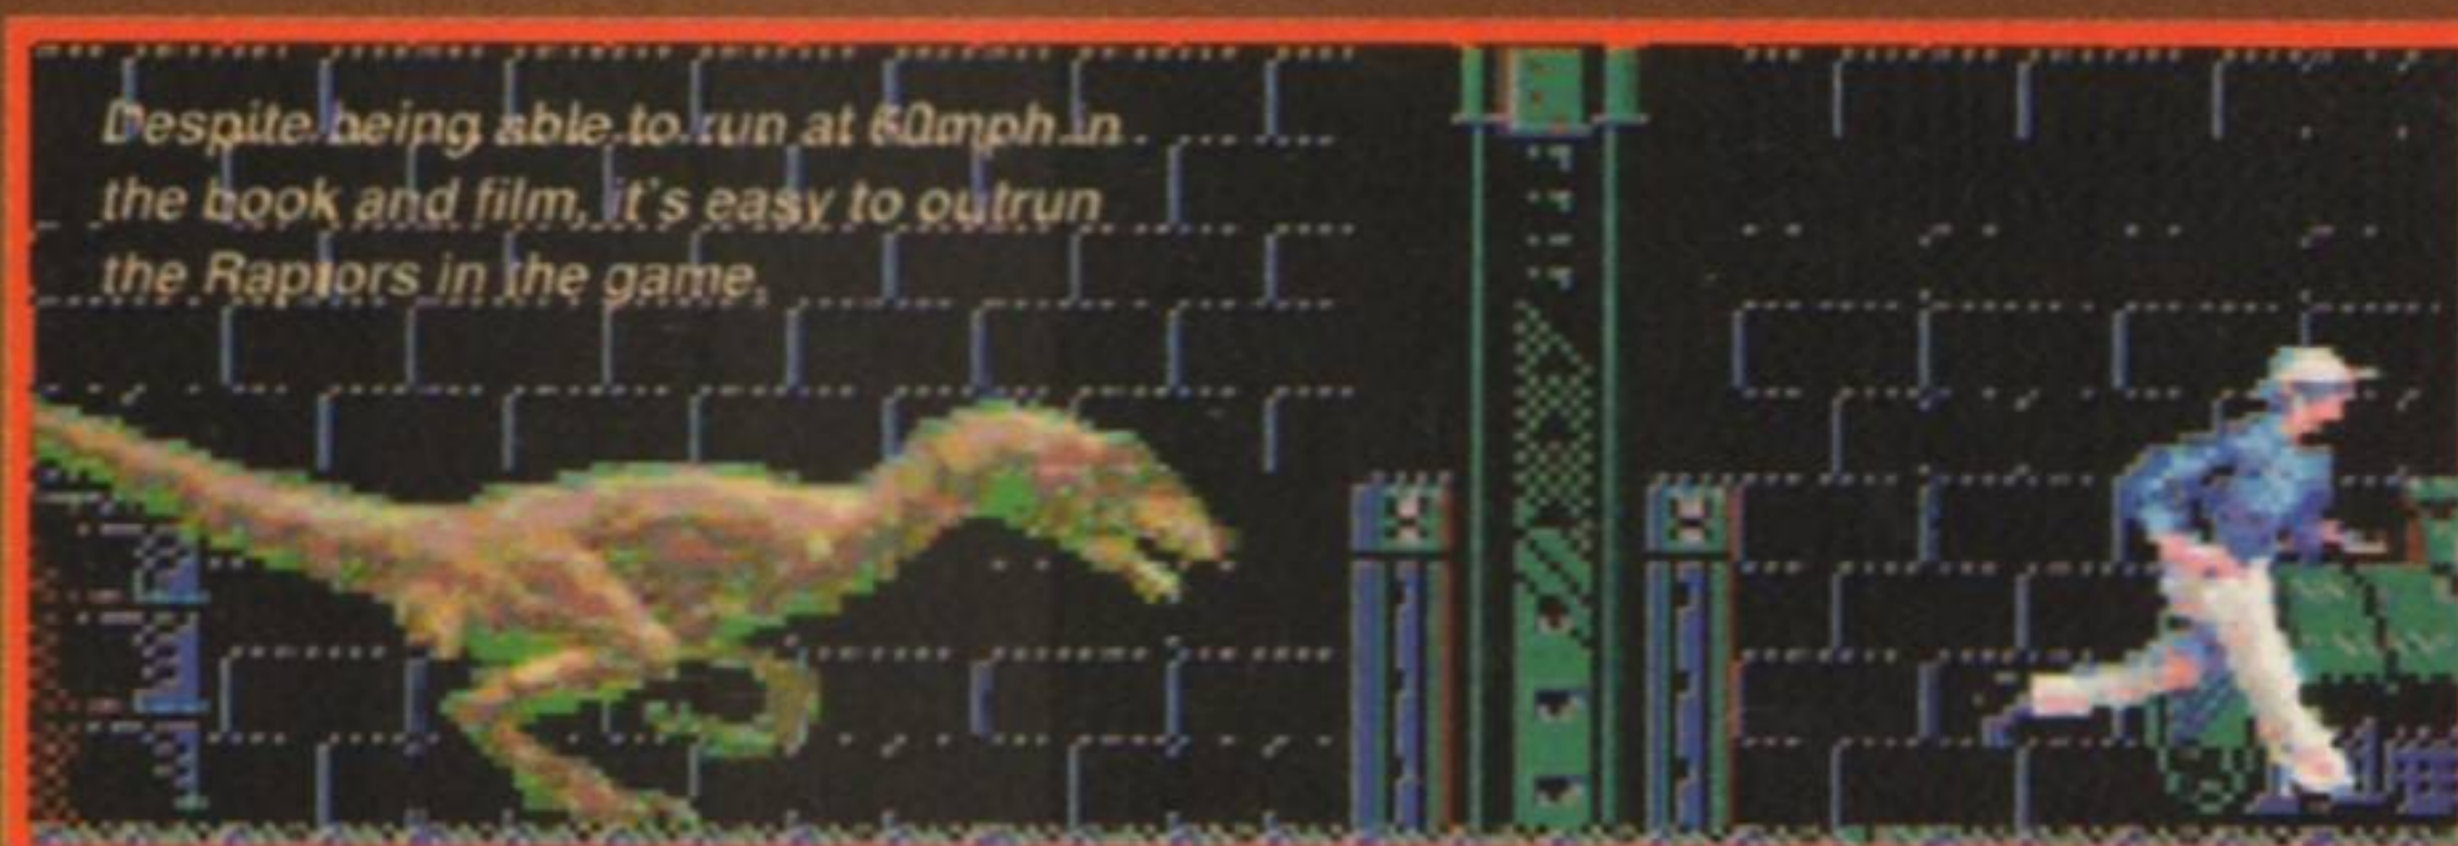 Despite being able to run at 60mph in
the book and film, it's easy to outrun
the Raptors in the game.